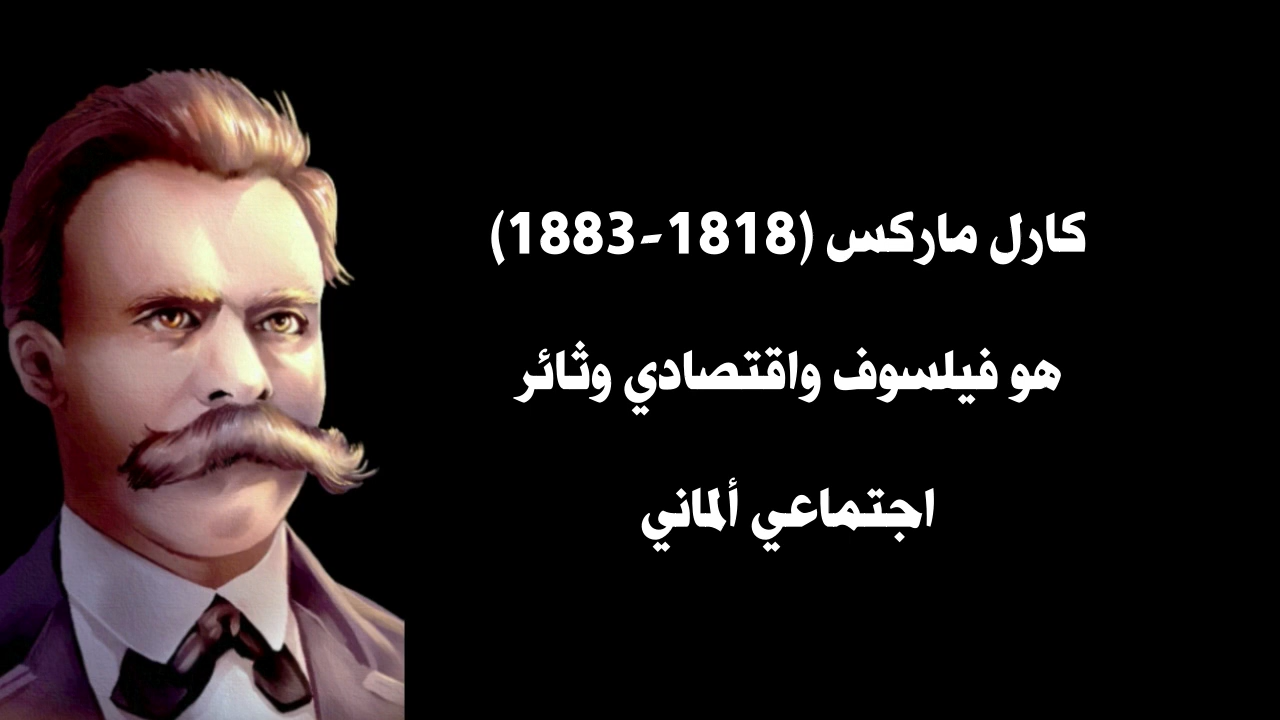 كارل ماركس (1818-1883)
هو فيلسوف واقتصادي وثائر
اجتماعي ألماني